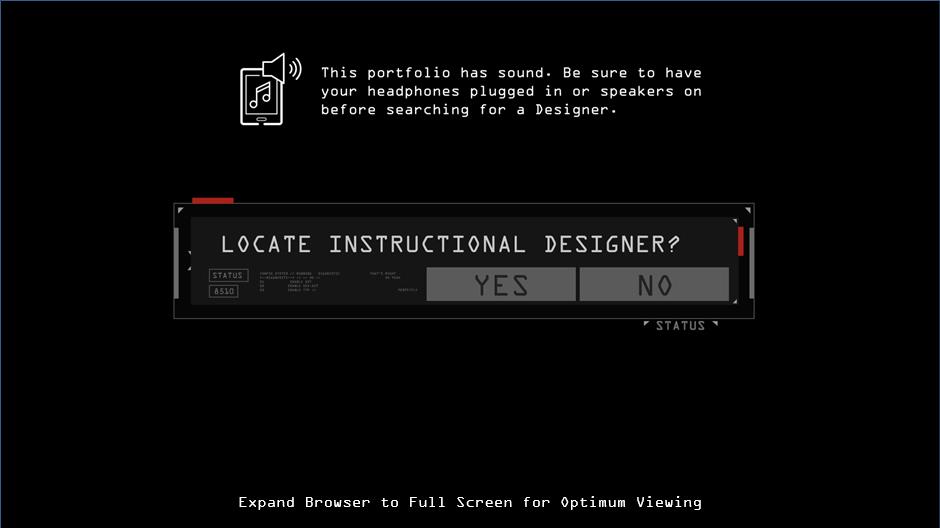 This portfolio has sound. Be sure to have
your headphones plugged in or speakers on
before searching for a Designer.
LOCATE INSTRUCTIONAL DESIGNER?
STATUS
8510
YES
NO
STATUS
Expand Browser to Full Screen for Optimum Viewing